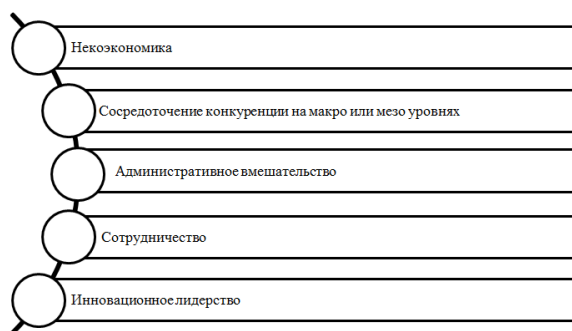 Некоэкономика
Сосредоточение конкуренции на макро или мезо уровнях
Административное вмешательство
Сотрудничество
Инновационное лидерство